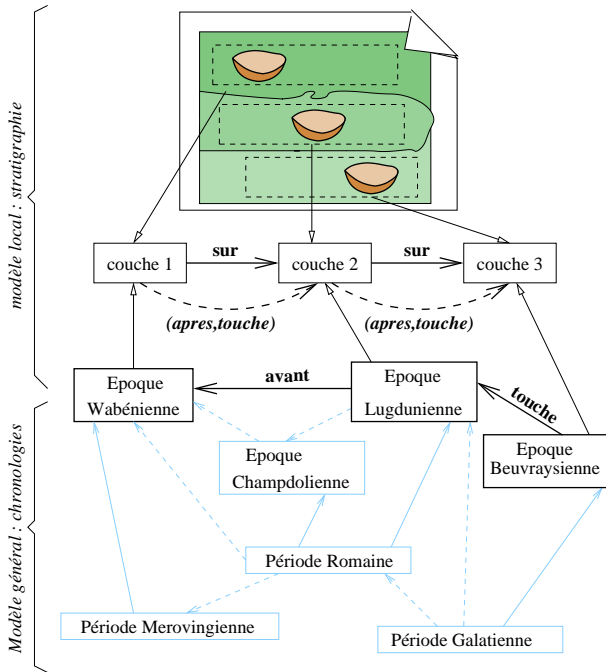 modèle local : stratigraphie
couche 1
sur
couche 2
sur
couche 3
(apres,touche)
(apres,touche)
Epoque
Wabénienne
avant
Epoque
Lugdunienne
touche
Epoque
Beuvraysienne
Epoque
Champdolienne
Modèle général : chronologies
Période Romaine
Période Merovingienne
Période Galatienne